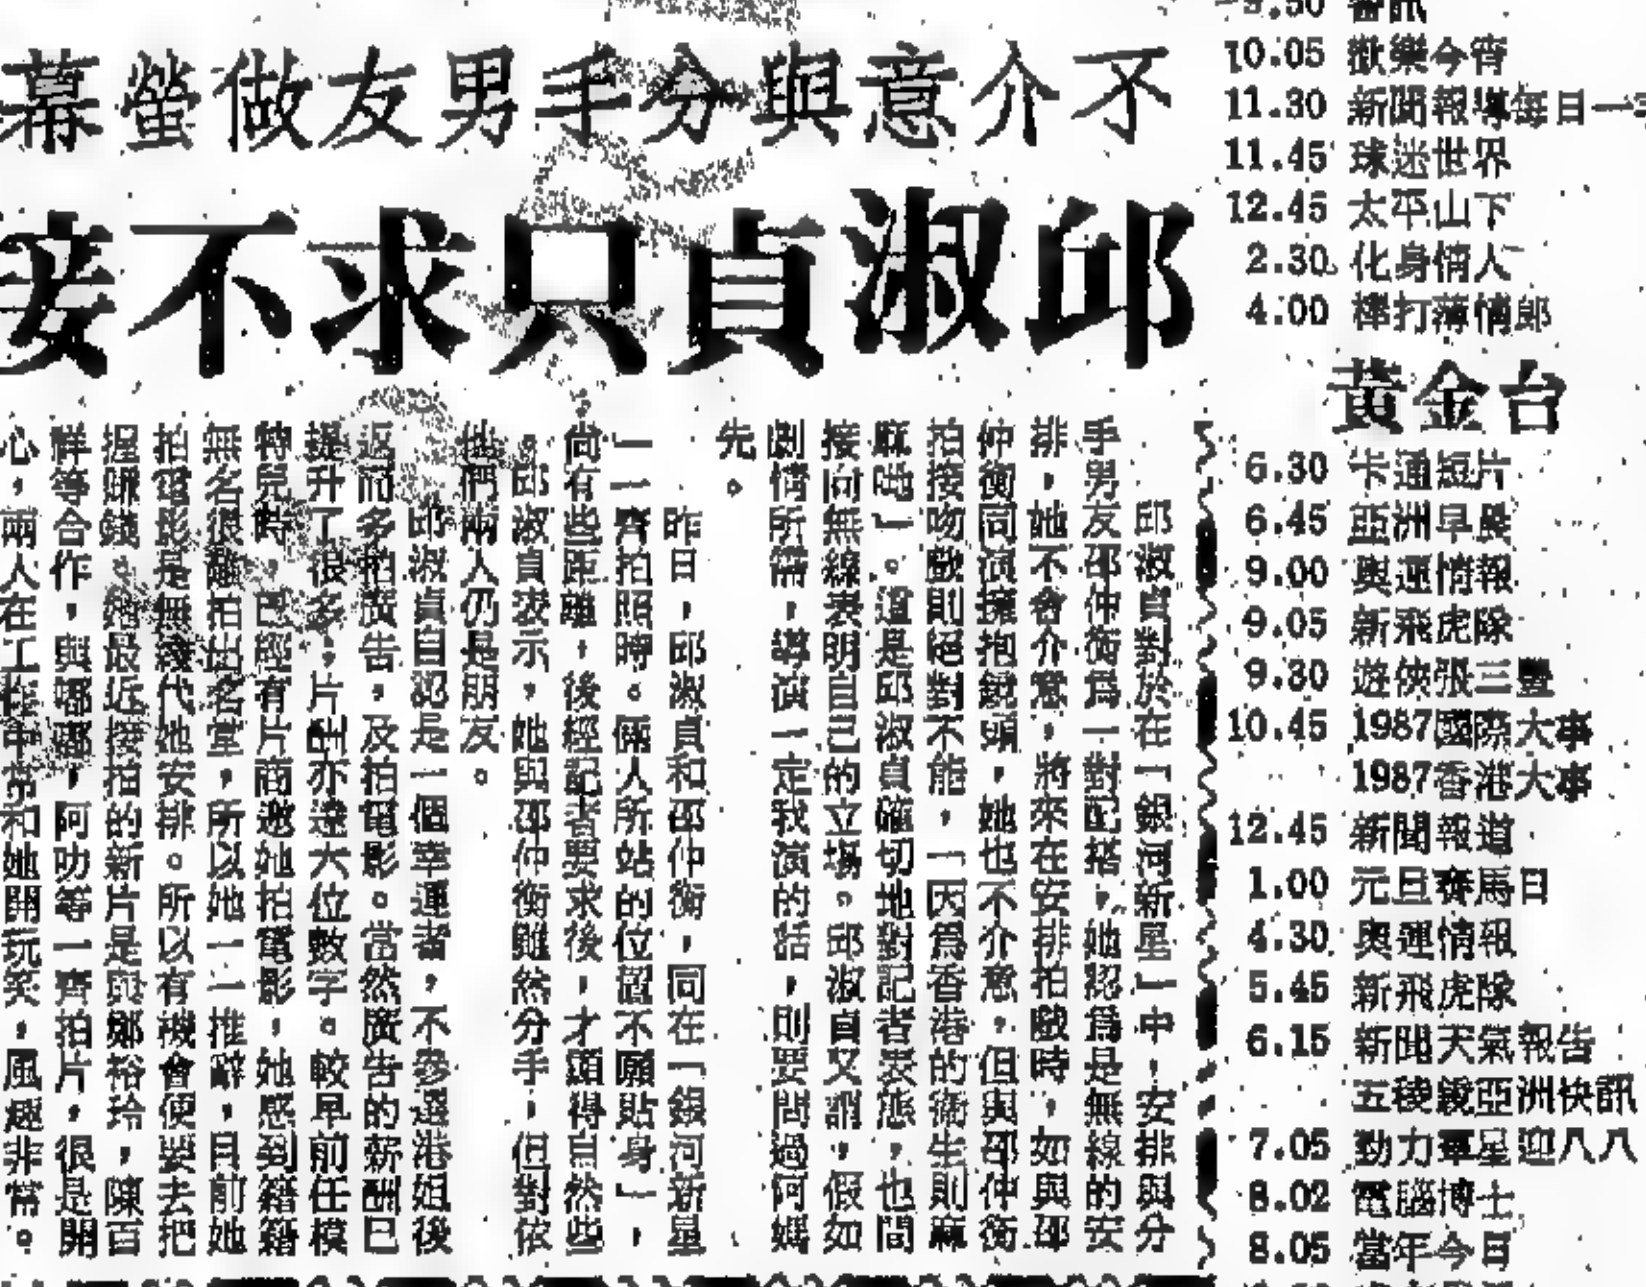 不介意與分手男友做螢幕
邱淑貞只求不接
邱淑貞對於在「銀河新星」中，安排與分
手男友邵仲衡爲一對配搭，她認爲是無線的安
排，她不會介意，將來在安排拍戲時，如與邵
仲衡同演擁抱鏡頭，她也不介意，但與邵仲衡
拍接吻戲則絕對不能，「因爲香港的衛生則麻
麻哋」。這是邱淑貞確切地對記者表態，也間
接向無線表明自己的立場。邱淑貞又謂，假如
劇情所需，導演一定我演的話，則要問過阿媽
先。
昨日，邱淑貞和邵仲衡，同在「銀河新星
」一齊拍照時。倆人所站的位置不願貼身」，
尚有些距離，後經記者要求後，才頭得自然些
。邱淑貞表示，她與邵仲衡雖然分手，但對依
他們兩人仍是朋友。
邱淑貞自認是一個幸運者，不參選港姐後
返而多拍廣告，及拍電影。當然廣告的薪酬已
提升了很多，片酬亦達六位數字。較早前任模
特兒時，已經有片商邀她拍電影，她感到籍籍
無名很難拍出名堂，所以她一一推辭，目前她
拍電影是無綫代她安排。所以有機會便要去把
握賺錢。她最近接拍的新片是與鄭裕玲，陳百
祥等合作，與嘟嘟，阿叻等一齊拍片，很是開
心，兩人在工作中常和她開玩笑，風趣非常。
9.50 審訊
10.05 歡樂今宵
11.30 新聞報導每日一字
11.45 球迷世界
12.45 太平山下
2.30 化身情人
4.00 棒打薄情郎
黃金台
6.30 卡通短片
6.45 亞洲早晨
9.00 奧運情報
9.05 新飛虎隊
9.30 遊俠張三豐
10.45 1987國際大事
1987香港大事
12.45 新聞報道
1.00 元旦賽馬日
4.30 奧運情報
5.45 新飛虎隊
6.15 新聞天氣報告
五稜鏡亞洲快訊
7.05 勁力羣星迎八八
8.02 電腦博士
8.05 當年今日